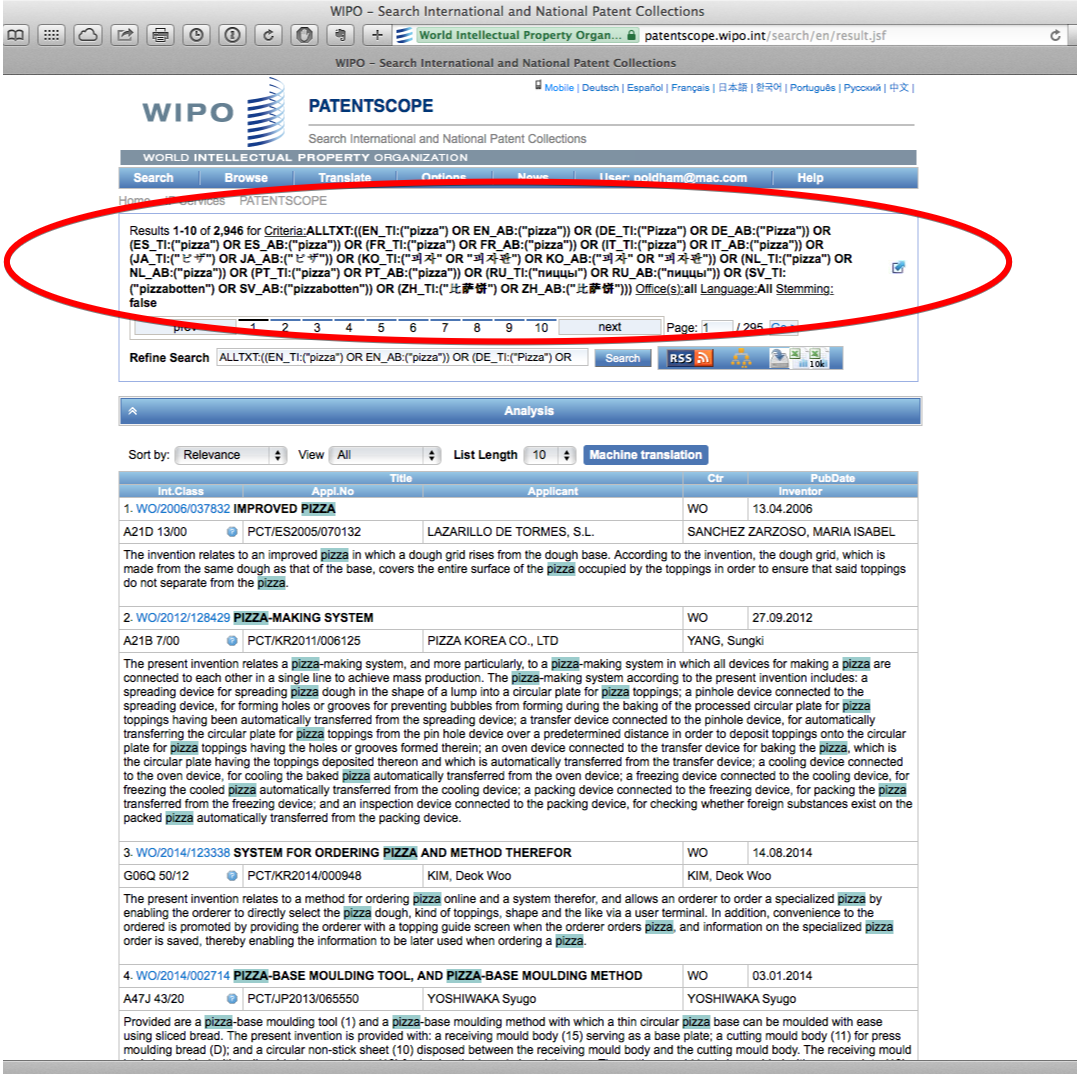 WIPO – Search International and National Patent Collections
World Intellectual Property Organ... patentscope.wipo.int/search/en/result.jsf
WIPO – Search International and National Patent Collections
Mobile | Deutsch | Español | Français | 日本語 | 한국어 | Português | Русский | 中文 |
WIPO
PATENTSCOPE
Search International and National Patent Collections
WORLD INTELLECTUAL PROPERTY ORGANIZATION
Search Browse Translate Options News User: poldham@mac.com Help
Home IP Services PATENTSCOPE
Results 1-10 of 2,946 for Criteria:ALLTXT:((EN_TI:("pizza") OR EN_AB:("pizza")) OR (DE_TI:("Pizza") OR DE_AB:("Pizza")) OR
(ES_TI:("pizza") OR ES_AB:("pizza")) OR (FR_TI:("pizza") OR FR_AB:("pizza")) OR (IT_TI:("pizza") OR IT_AB:("pizza")) OR
(JA_TI:("ピザ") OR JA_AB:("ピザ")) OR (KO_TI:("피자" OR "피자판") OR KO_AB:("피자" OR "피자판")) OR (NL_TI:("pizza") OR
NL_AB:("pizza")) OR (PT_TI:("pizza") OR PT_AB:("pizza")) OR (RU_TI:("пиццы") OR RU_AB:("пиццы")) OR (SV_TI:
("pizzabotten") OR SV_AB:("pizzabotten")) OR (ZH_TI:("比萨饼") OR ZH_AB:("比萨饼"))) Office(s):all Language:All Stemming:
false
prev 1 2 3 4 5 6 7 8 9 10 next Page: 1 / 295 Go >
Refine Search ALLTXT:((EN_TI:("pizza") OR EN_AB:("pizza")) OR (DE_TI:("Pizza") OR Search RSS 10k
Analysis
Sort by: Relevance View All List Length 10 Machine translation
Title Ctr PubDate
Int.Class Appl.No Applicant Inventor
1. WO/2006/037832 IMPROVED PIZZA WO 13.04.2006
A21D 13/00 PCT/ES2005/070132 LAZARILLO DE TORMES, S.L. SANCHEZ ZARZOSO, MARIA ISABEL
The invention relates to an improved pizza in which a dough grid rises from the dough base. According to the invention, the dough grid, which is
made from the same dough as that of the base, covers the entire surface of the pizza occupied by the toppings in order to ensure that said toppings
do not separate from the pizza.
2. WO/2012/128429 PIZZA-MAKING SYSTEM WO 27.09.2012
A21B 7/00 PCT/KR2011/006125 PIZZA KOREA CO., LTD YANG, Sungki
The present invention relates a pizza-making system, and more particularly, to a pizza-making system in which all devices for making a pizza are
connected to each other in a single line to achieve mass production. The pizza-making system according to the present invention includes: a
spreading device for spreading pizza dough in the shape of a lump into a circular plate for pizza toppings; a pinhole device connected to the
spreading device, for forming holes or grooves for preventing bubbles from forming during the baking of the processed circular plate for pizza
toppings having been automatically transferred from the spreading device; a transfer device connected to the pinhole device, for automatically
transferring the circular plate for pizza toppings from the pin hole device over a predetermined distance in order to deposit toppings onto the circular
plate for pizza toppings having the holes or grooves formed therein; an oven device connected to the transfer device for baking the pizza, which is
the circular plate having the toppings deposited thereon and which is automatically transferred from the transfer device; a cooling device connected
to the oven device, for cooling the baked pizza automatically transferred from the oven device; a freezing device connected to the cooling device, for
freezing the cooled pizza automatically transferred from the cooling device; a packing device connected to the freezing device, for packing the pizza
transferred from the freezing device; and an inspection device connected to the packing device, for checking whether foreign substances exist on the
packed pizza automatically transferred from the packing device.
3. WO/2014/123338 SYSTEM FOR ORDERING PIZZA AND METHOD THEREFOR WO 14.08.2014
G06Q 50/12 PCT/KR2014/000948 KIM, Deok Woo KIM, Deok Woo
The present invention relates to a method for ordering pizza online and a system therefor, and allows an orderer to order a specialized pizza by
enabling the orderer to directly select the pizza dough, kind of toppings, shape and the like via a user terminal. In addition, convenience to the
ordered is promoted by providing the orderer with a topping guide screen when the orderer orders pizza, and information on the specialized pizza
order is saved, thereby enabling the information to be later used when ordering a pizza.
4. WO/2014/002714 PIZZA-BASE MOULDING TOOL, AND PIZZA-BASE MOULDING METHOD WO 03.01.2014
A47J 43/20 PCT/JP2013/065550 YOSHIWAKA Syugo YOSHIWAKA Syugo
Provided are a pizza-base moulding tool (1) and a pizza-base moulding method with which a thin circular pizza base can be moulded with ease
using sliced bread. The present invention is provided with: a receiving mould body (15) serving as a base plate; a cutting mould body (11) for press
moulding bread (D); and a circular non-stick sheet (10) disposed between the receiving mould body and the cutting mould body. The receiving mould